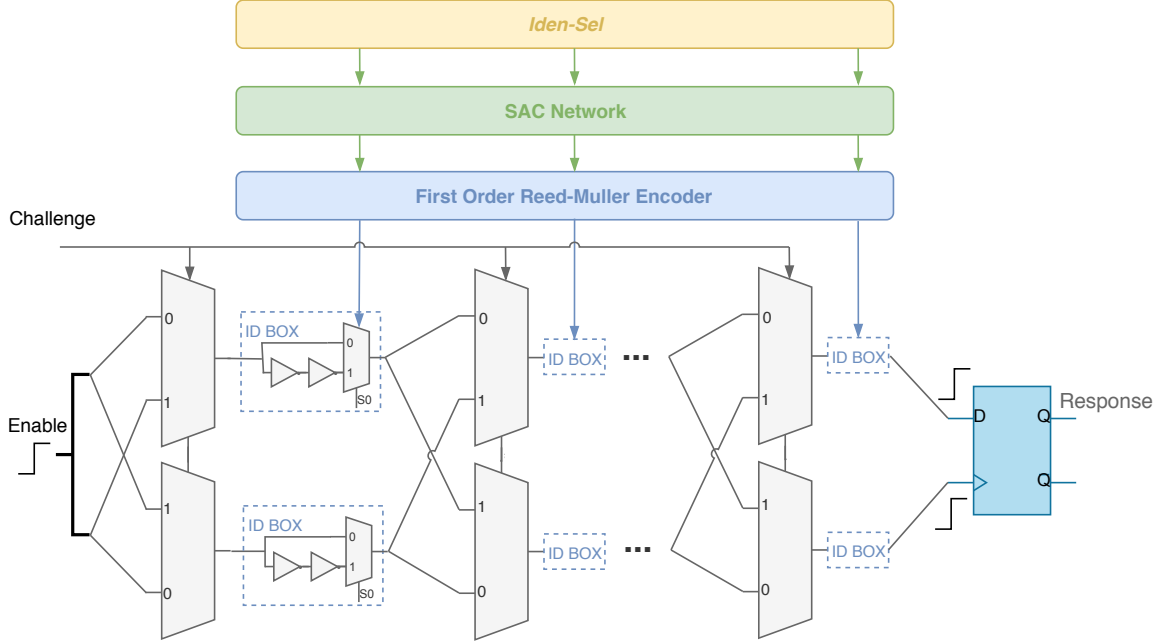 Iden-Sel
SAC Network
First Order Reed-Muller Encoder
Challenge
0
1
ID BOX
0
1
S0
0
1
ID BOX
0
1
ID BOX
Enable
D
Q
Q
Response
1
0
ID BOX
0
1
S0
1
0
ID BOX
1
0
ID BOX